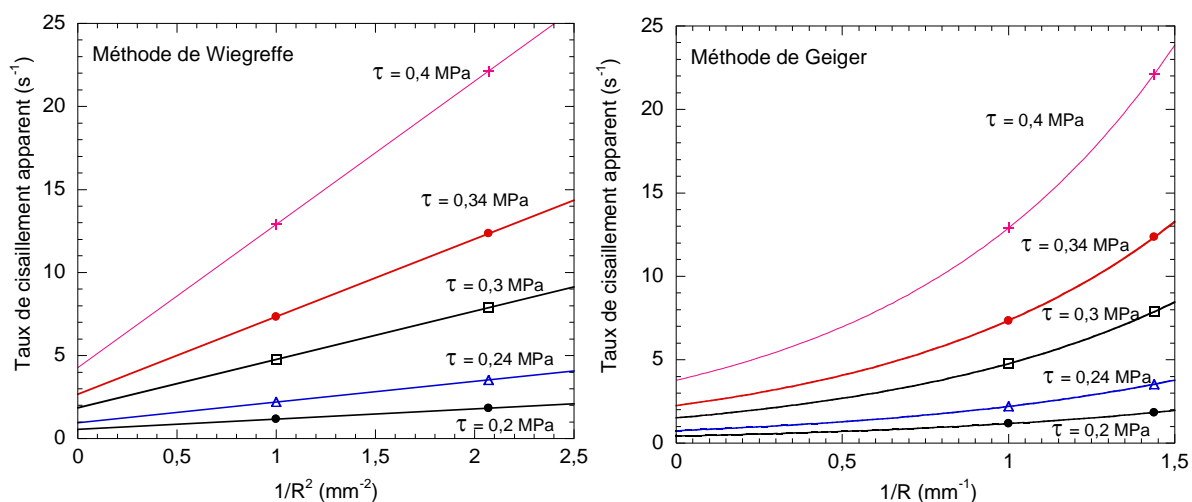 Méthode de Wiegreffe
Taux de cisaillement apparent (s⁻¹)
25
20
15
10
5
0
τ = 0,4 MPa
τ = 0,34 MPa
τ = 0,3 MPa
τ = 0,24 MPa
τ = 0,2 MPa
0 0,5 1 1,5 2 2,5
1/R² (mm⁻²)
Méthode de Geiger
Taux de cisaillement apparent (s⁻¹)
25
20
15
10
5
0
τ = 0,4 MPa
τ = 0,34 MPa
τ = 0,3 MPa
τ = 0,24 MPa
τ = 0,2 MPa
0 0,5 1 1,5
1/R (mm⁻¹)